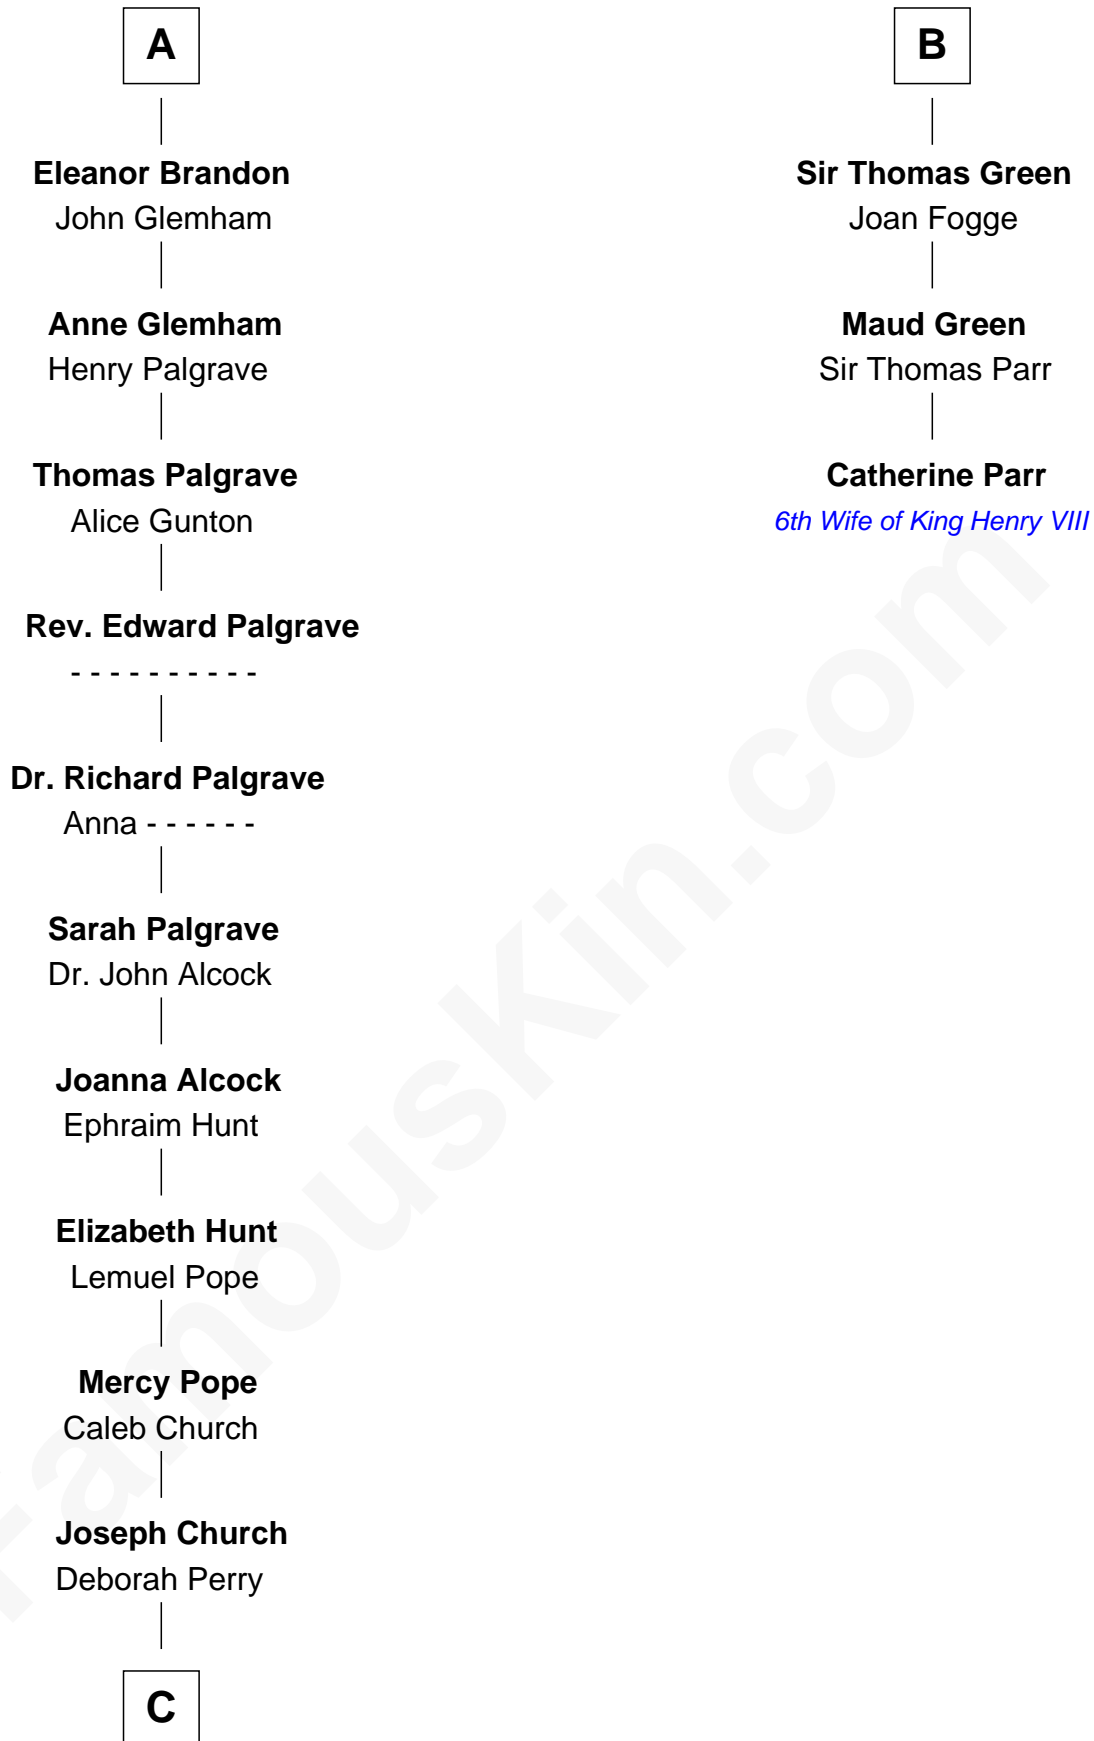 A
Eleanor Brandon
John Glemham
Anne Glemham
Henry Palgrave
Thomas Palgrave
Alice Gunton
Rev. Edward Palgrave
- - - - - - - - - -
Dr. Richard Palgrave
Anna - - - - - -
Sarah Palgrave
Dr. John Alcock
Joanna Alcock
Ephraim Hunt
Elizabeth Hunt
Lemuel Pope
Mercy Pope
Caleb Church
Joseph Church
Deborah Perry
C
B
Sir Thomas Green
Joan Fogge
Maud Green
Sir Thomas Parr
Catherine Parr
6th Wife of King Henry VIII
FamousKin.com